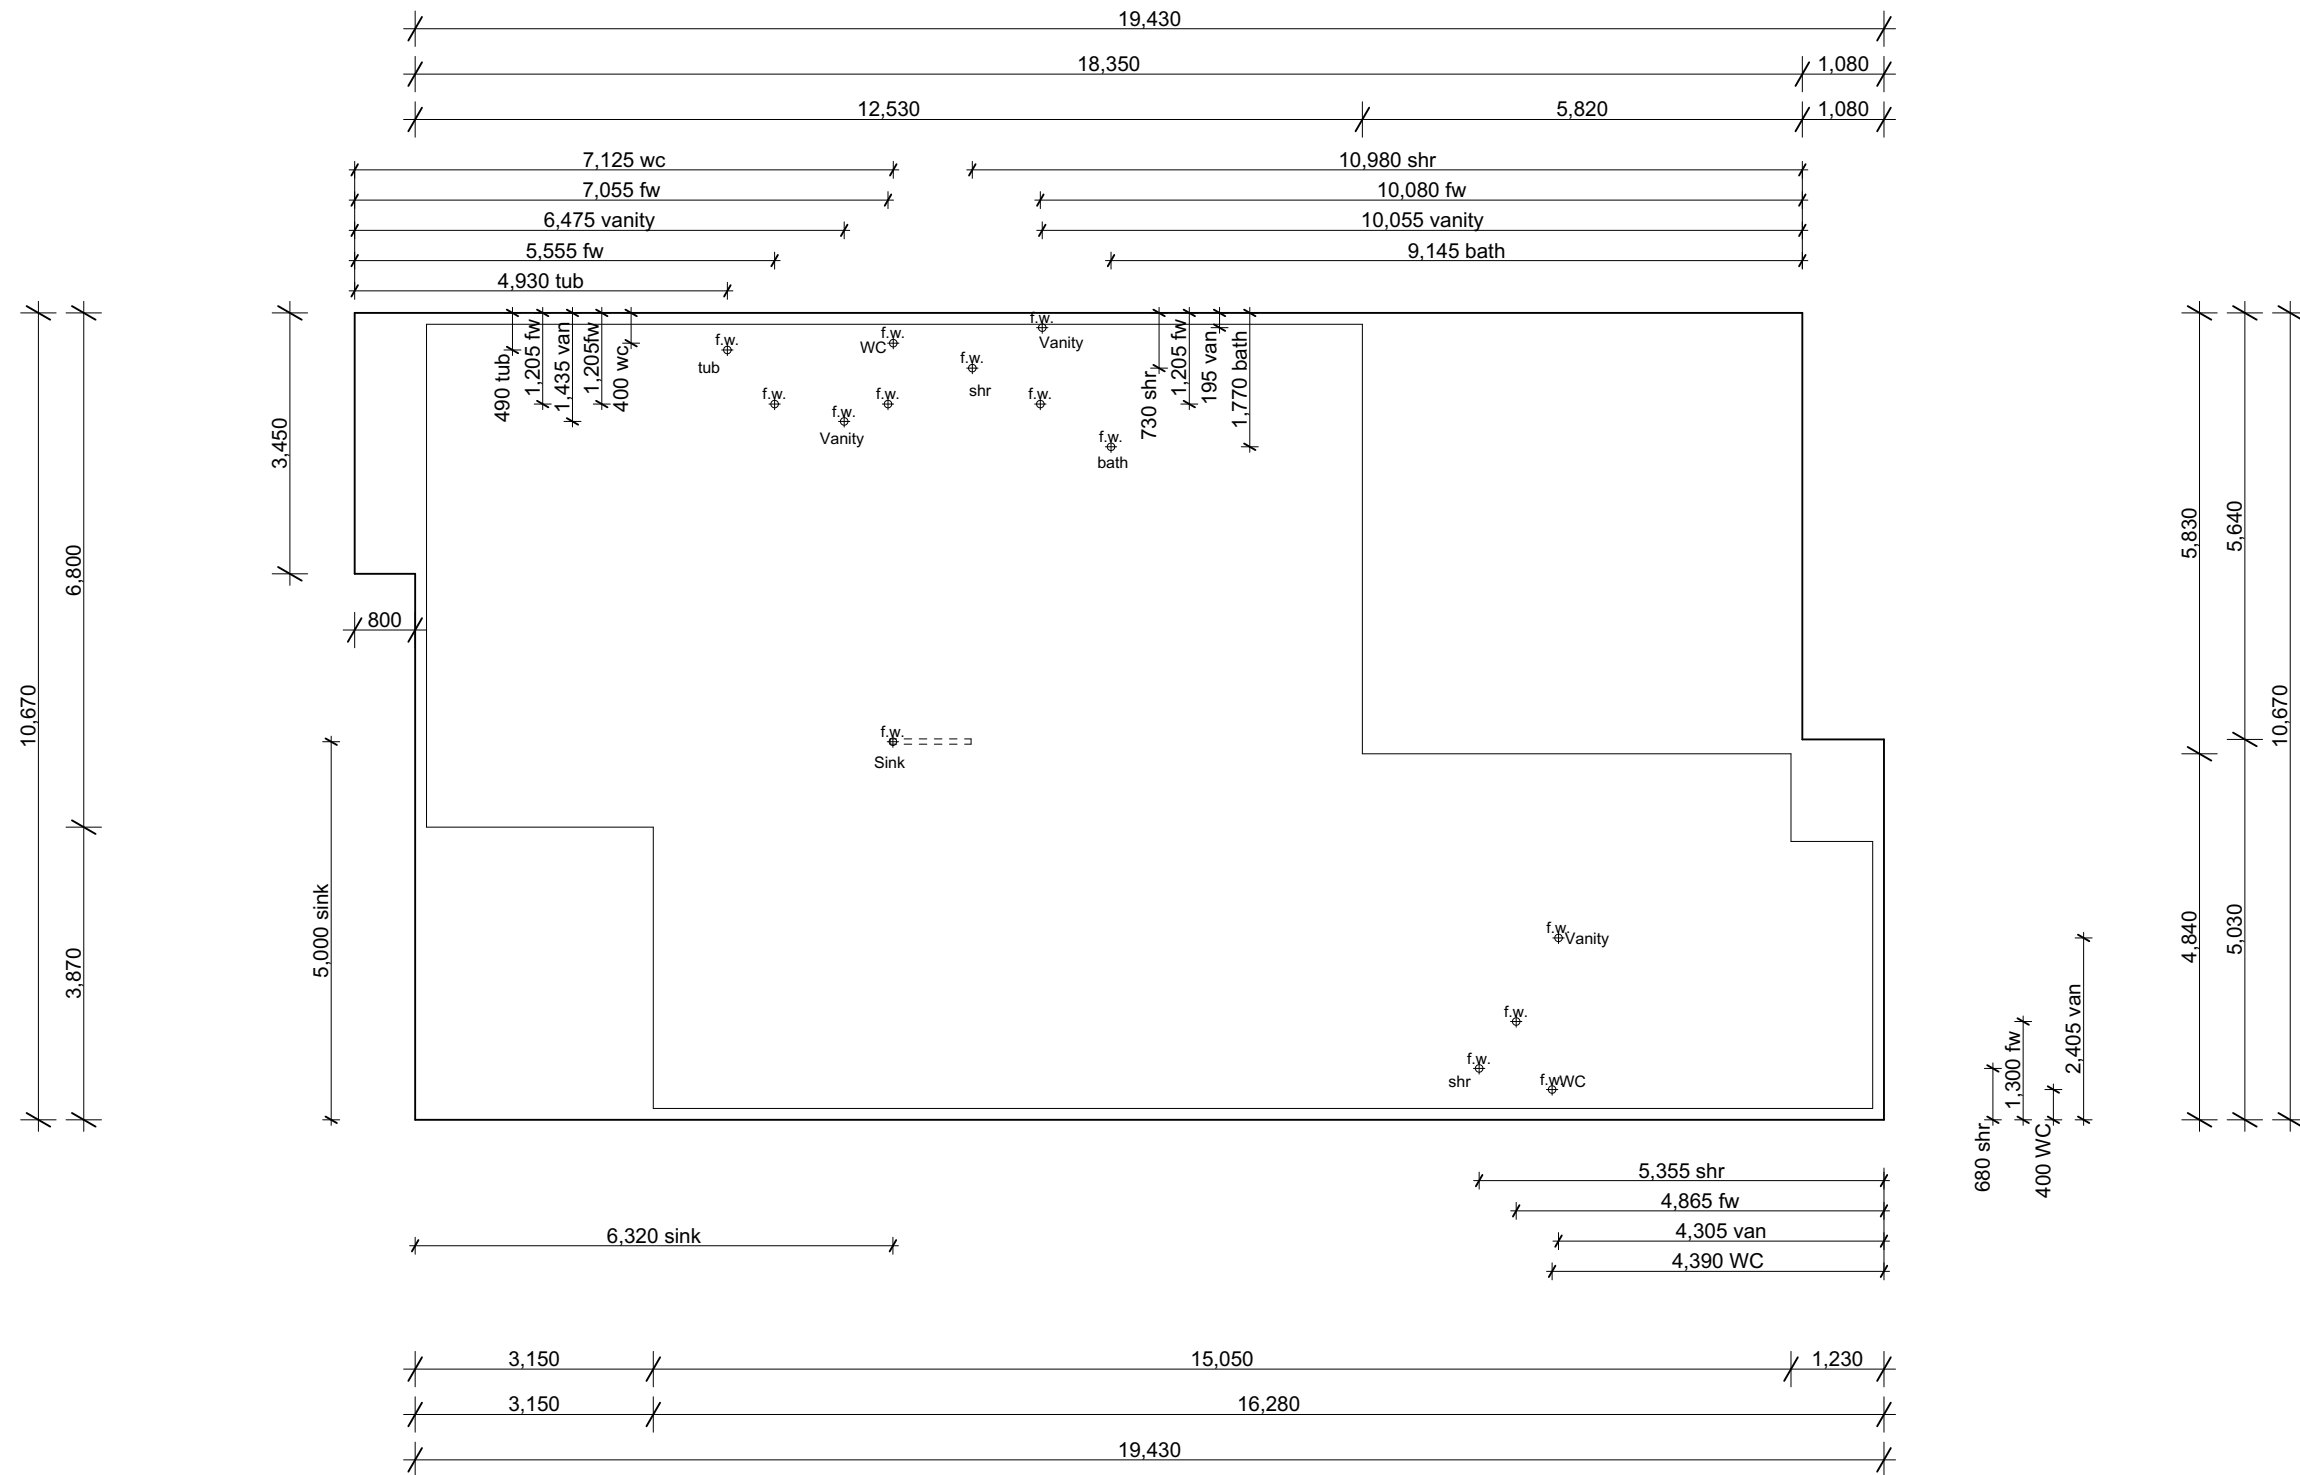 19,430
18,350 1,080
12,530 5,820 1,080
7,125 wc 10,980 shr
7,055 fw 10,080 fw
6,475 vanity 10,055 vanity
5,555 fw 9,145 bath
4,930 tub
490 tub
1,205 fw
1,435 van
1,205fw
400 wc
f.w.
tub
f.w.
f.w.
Vanity
f.w.
WC
f.w.
f.w.
shr
f.w.
Vanity
f.w.
f.w.
bath
730 shr
1,205 fw
195 van
1,770 bath
10,670
6,800
3,870
3,450
800
5,000 sink
f.w.
Sink
5,830
4,840
5,640
5,030
10,670
f.w.
Vanity
f.w.
f.w.
shr
f.w WC
680 shr
1,300 fw
400 WC
2,405 van
5,355 shr
4,865 fw
6,320 sink 4,305 van
4,390 WC
3,150 15,050 1,230
3,150 16,280
19,430